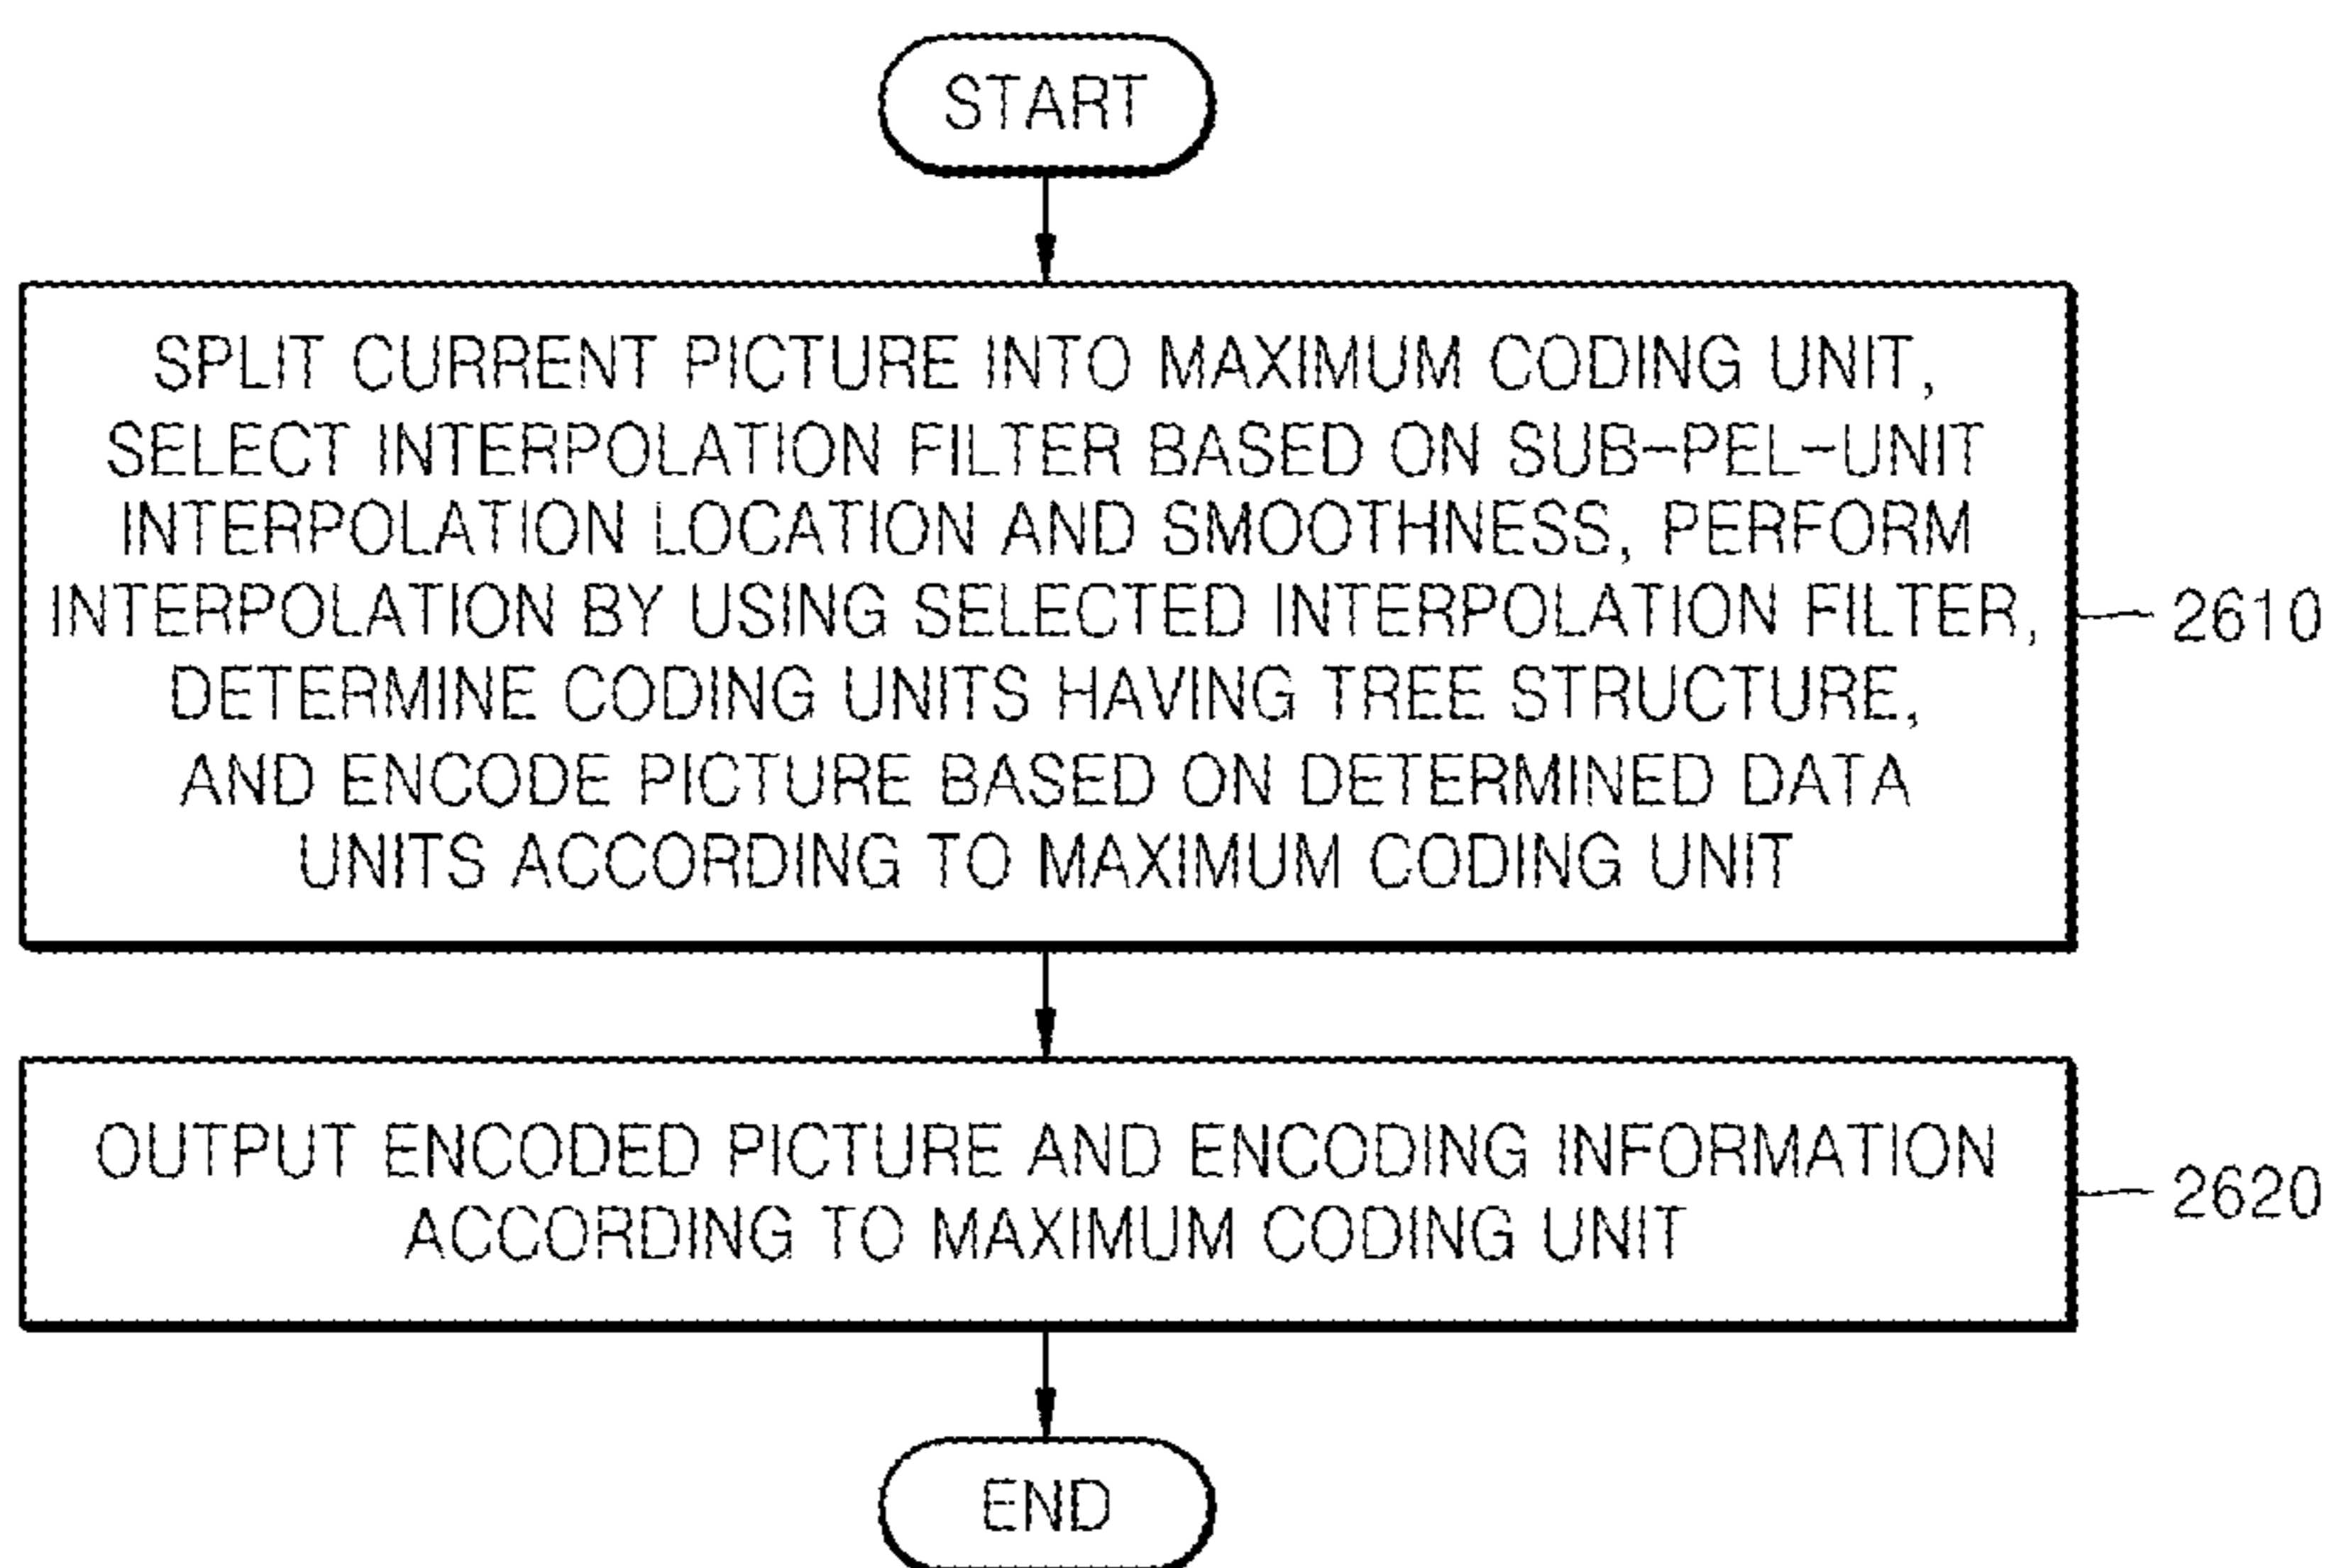 START
SPLIT CURRENT PICTURE INTO MAXIMUM CODING UNIT,
SELECT INTERPOLATION FILTER BASED ON SUB-PEL-UNIT
INTERPOLATION LOCATION AND SMOOTHNESS, PERFORM
INTERPOLATION BY USING SELECTED INTERPOLATION FILTER,
DETERMINE CODING UNITS HAVING TREE STRUCTURE,
AND ENCODE PICTURE BASED ON DETERMINED DATA
UNITS ACCORDING TO MAXIMUM CODING UNIT
2610
OUTPUT ENCODED PICTURE AND ENCODING INFORMATION
ACCORDING TO MAXIMUM CODING UNIT
2620
END